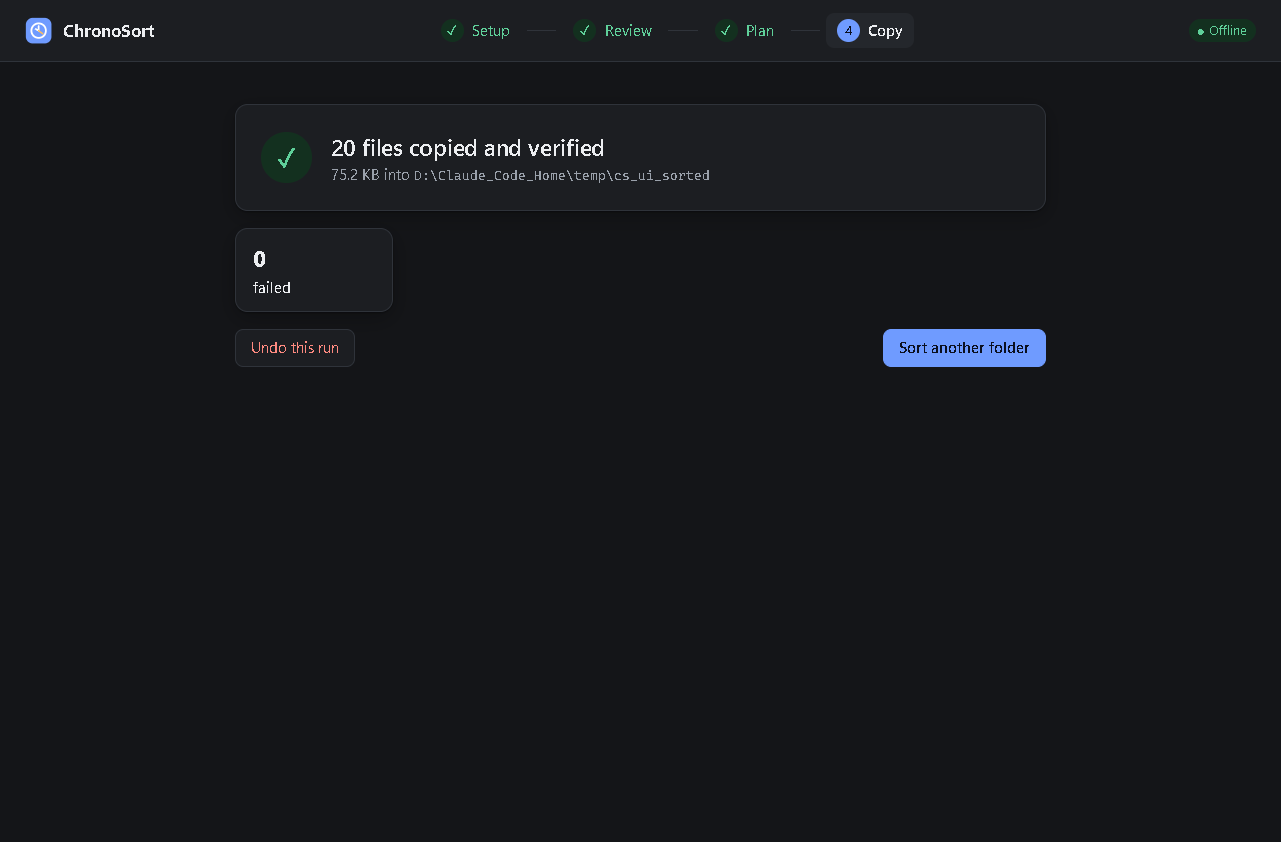 ChronoSort
✓ Setup
✓ Review
✓ Plan
4 Copy
Offline
✓
20 files copied and verified
75.2 KB into D:\Claude_Code_Home\temp\cs_ui_sorted
0
failed
Undo this run
Sort another folder